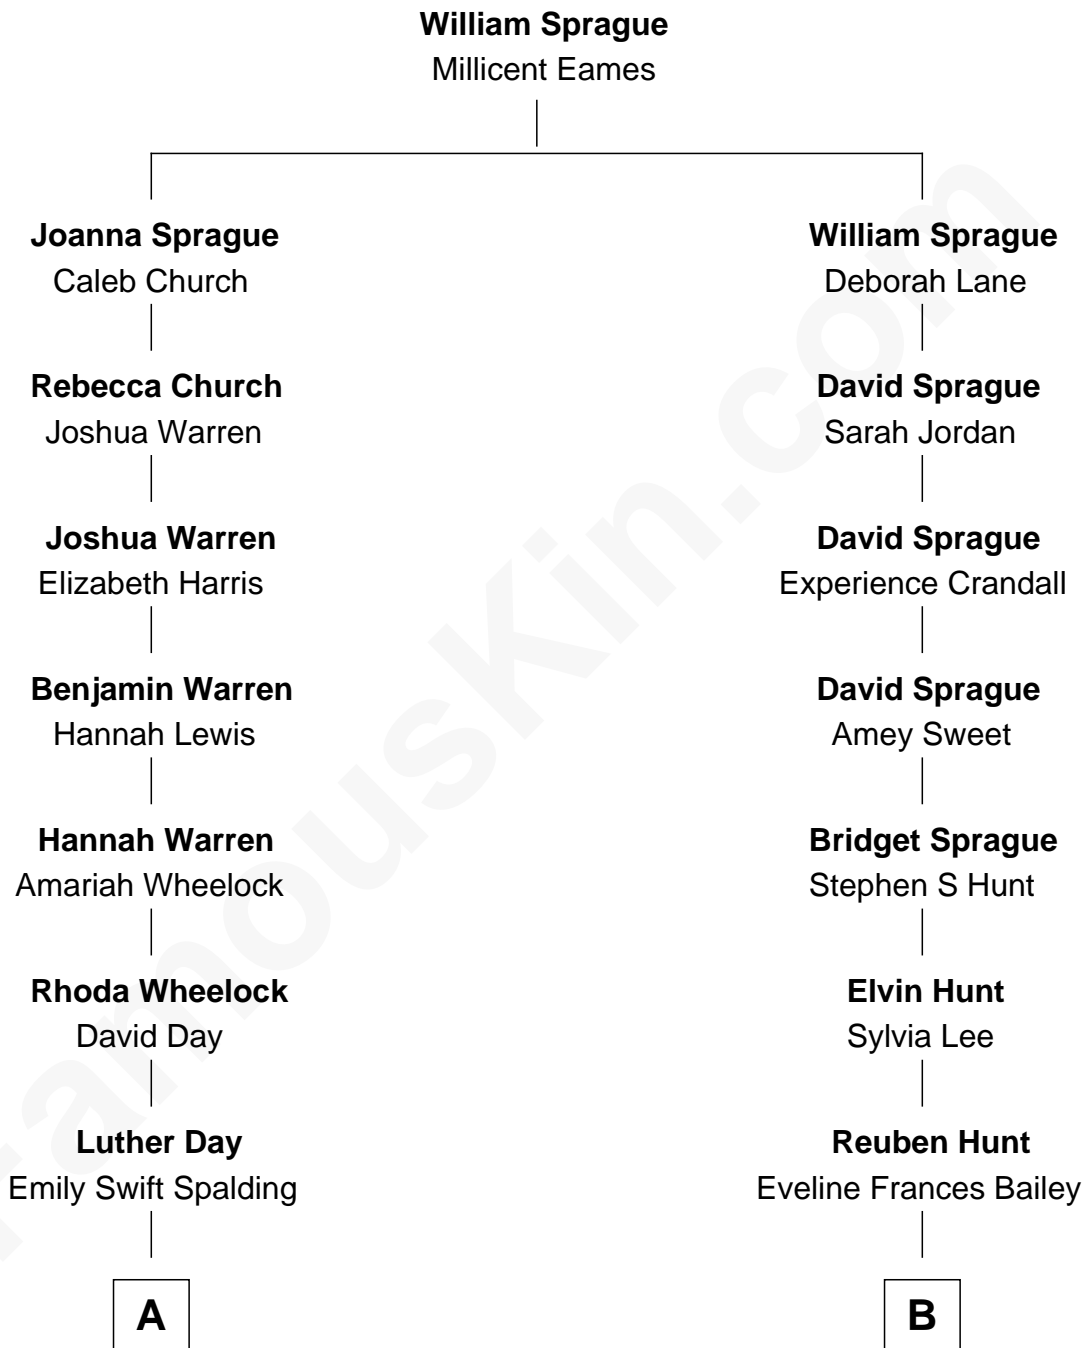 William Sprague
Millicent Eames
Joanna Sprague
Caleb Church
William Sprague
Deborah Lane
Rebecca Church
Joshua Warren
David Sprague
Sarah Jordan
Joshua Warren
Elizabeth Harris
David Sprague
Experience Crandall
Benjamin Warren
Hannah Lewis
David Sprague
Amey Sweet
Hannah Warren
Amariah Wheelock
Bridget Sprague
Stephen S Hunt
Rhoda Wheelock
David Day
Elvin Hunt
Sylvia Lee
Luther Day
Emily Swift Spalding
Reuben Hunt
Eveline Frances Bailey
A
B
FamousKin.com